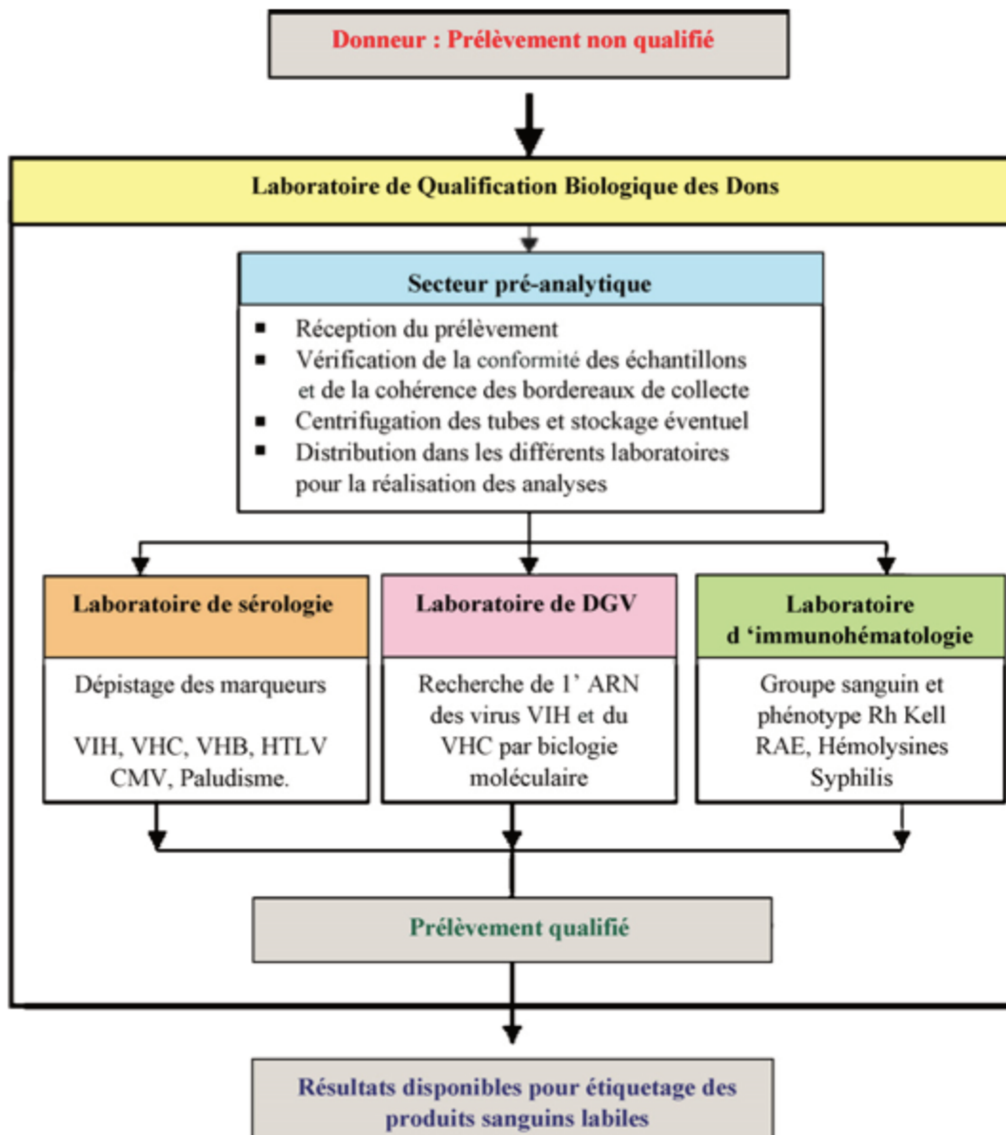 Donneur : Prélèvement non qualifié
Laboratoire de Qualification Biologique des Dons
Secteur pré-analytique
▪ Réception du prélèvement
▪ Vérification de la conformité des échantillons
et de la cohérence des bordereaux de collecte
▪ Centrifugation des tubes et stockage éventuel
▪ Distribution dans les différents laboratoires
pour la réalisation des analyses
Laboratoire de sérologie
Dépistage des marqueurs
VIH, VHC, VHB, HTLV
CMV, Paludisme.
Laboratoire de DGV
Recherche de 1’ ARN
des virus VIH et du
VHC par biclogie
moléculaire
Laboratoire
d ‘immunohématologie
Groupe sanguin et
phénotype Rh Kell
RAE, Hémolysines
Syphilis
Prélèvement qualifié
Résultats disponibles pour étiquetage des
produits sanguins labiles